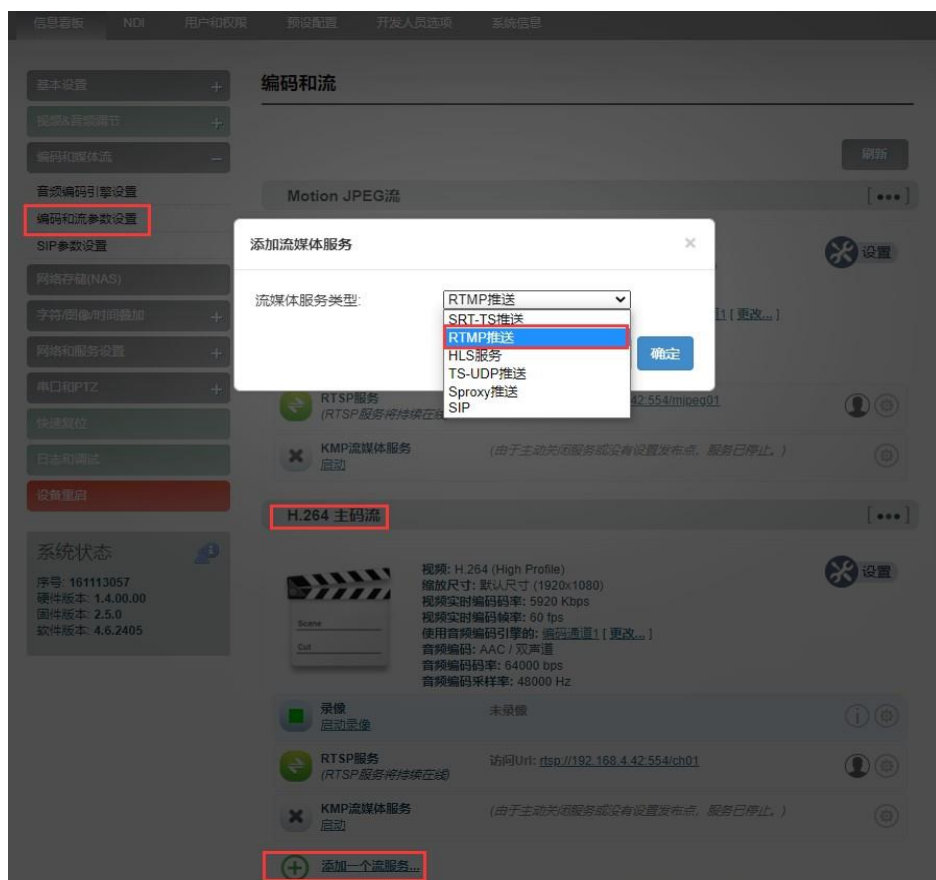 信息看板 NDI 用户和权限 预设配置 开发人员选项 系统信息
基本设置 +
视频&音频调节 +
编码和媒体流 –
音频编码引擎设置
编码和流参数设置
SIP参数设置
网络存储(NAS)
字符/图像/时间叠加 +
网络和服务设置 +
串口和PTZ +
快速复位
日志和调试
设备重启
系统状态
序号: 161113057
硬件版本: 1.4.00.00
固件版本: 2.5.0
软件版本: 4.6.2405
编码和流
刷新
Motion JPEG流 [•••]
设置
添加流媒体服务 ×
流媒体服务类型: RTMP推送
SRT-TS推送
RTMP推送
HLS服务
TS-UDP推送
Sproxy推送
SIP
确定
1 [ 更改... ]
RTSP服务 42:554/mjpeg01
(RTSP服务将持续在线
KMP流媒体服务 (由于主动关闭服务或没有设置发布点，服务已停止。)
启动
H.264 主码流 [•••]
设置
Scene
Cut
视频: H.264 (High Profile)
缩放尺寸: 默认尺寸 (1920x1080)
视频实时编码码率: 5920 Kbps
视频实时编码帧率: 60 fps
使用音频编码引擎的: 编码通道1 [ 更改... ]
音频编码: AAC / 双声道
音频编码码率: 64000 bps
音频编码采样率: 48000 Hz
录像 未录像
启动录像
RTSP服务 访问Url: rtsp://192.168.4.42:554/ch01
(RTSP服务将持续在线)
KMP流媒体服务 (由于主动关闭服务或没有设置发布点，服务已停止。)
启动
添加一个流服务...